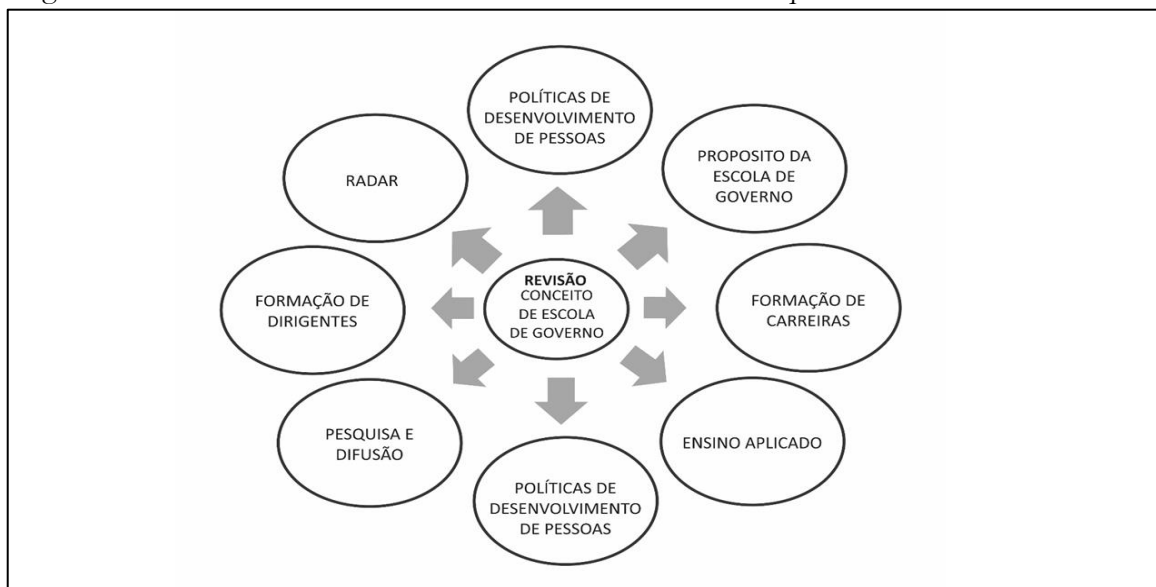 POLÍTICAS DE
DESENVOLVIMENTO
DE PESSOAS
PROPOSITO DA
ESCOLA DE
GOVERNO
RADAR
REVISÃO
CONCEITO
DE ESCOLA
DE GOVERNO
FORMAÇÃO DE
DIRIGENTES
FORMAÇÃO DE
CARREIRAS
PESQUISA E
DIFUSÃO
ENSINO APLICADO
POLÍTICAS DE
DESENVOLVIMENTO
DE PESSOAS